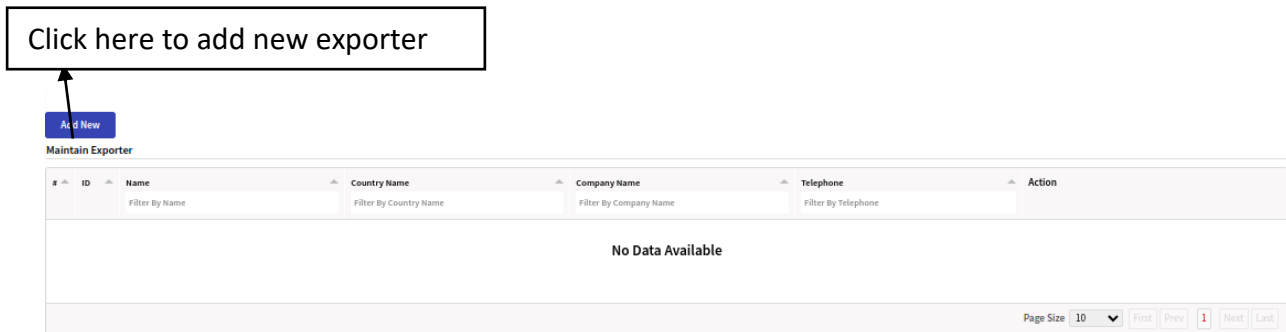 Click here to add new exporter
Add New
Maintain Exporter
# ID Name Country Name Company Name Telephone Action
Filter By Name Filter By Country Name Filter By Company Name Filter By Telephone
No Data Available
Page Size 10 First Prev 1 Next Last